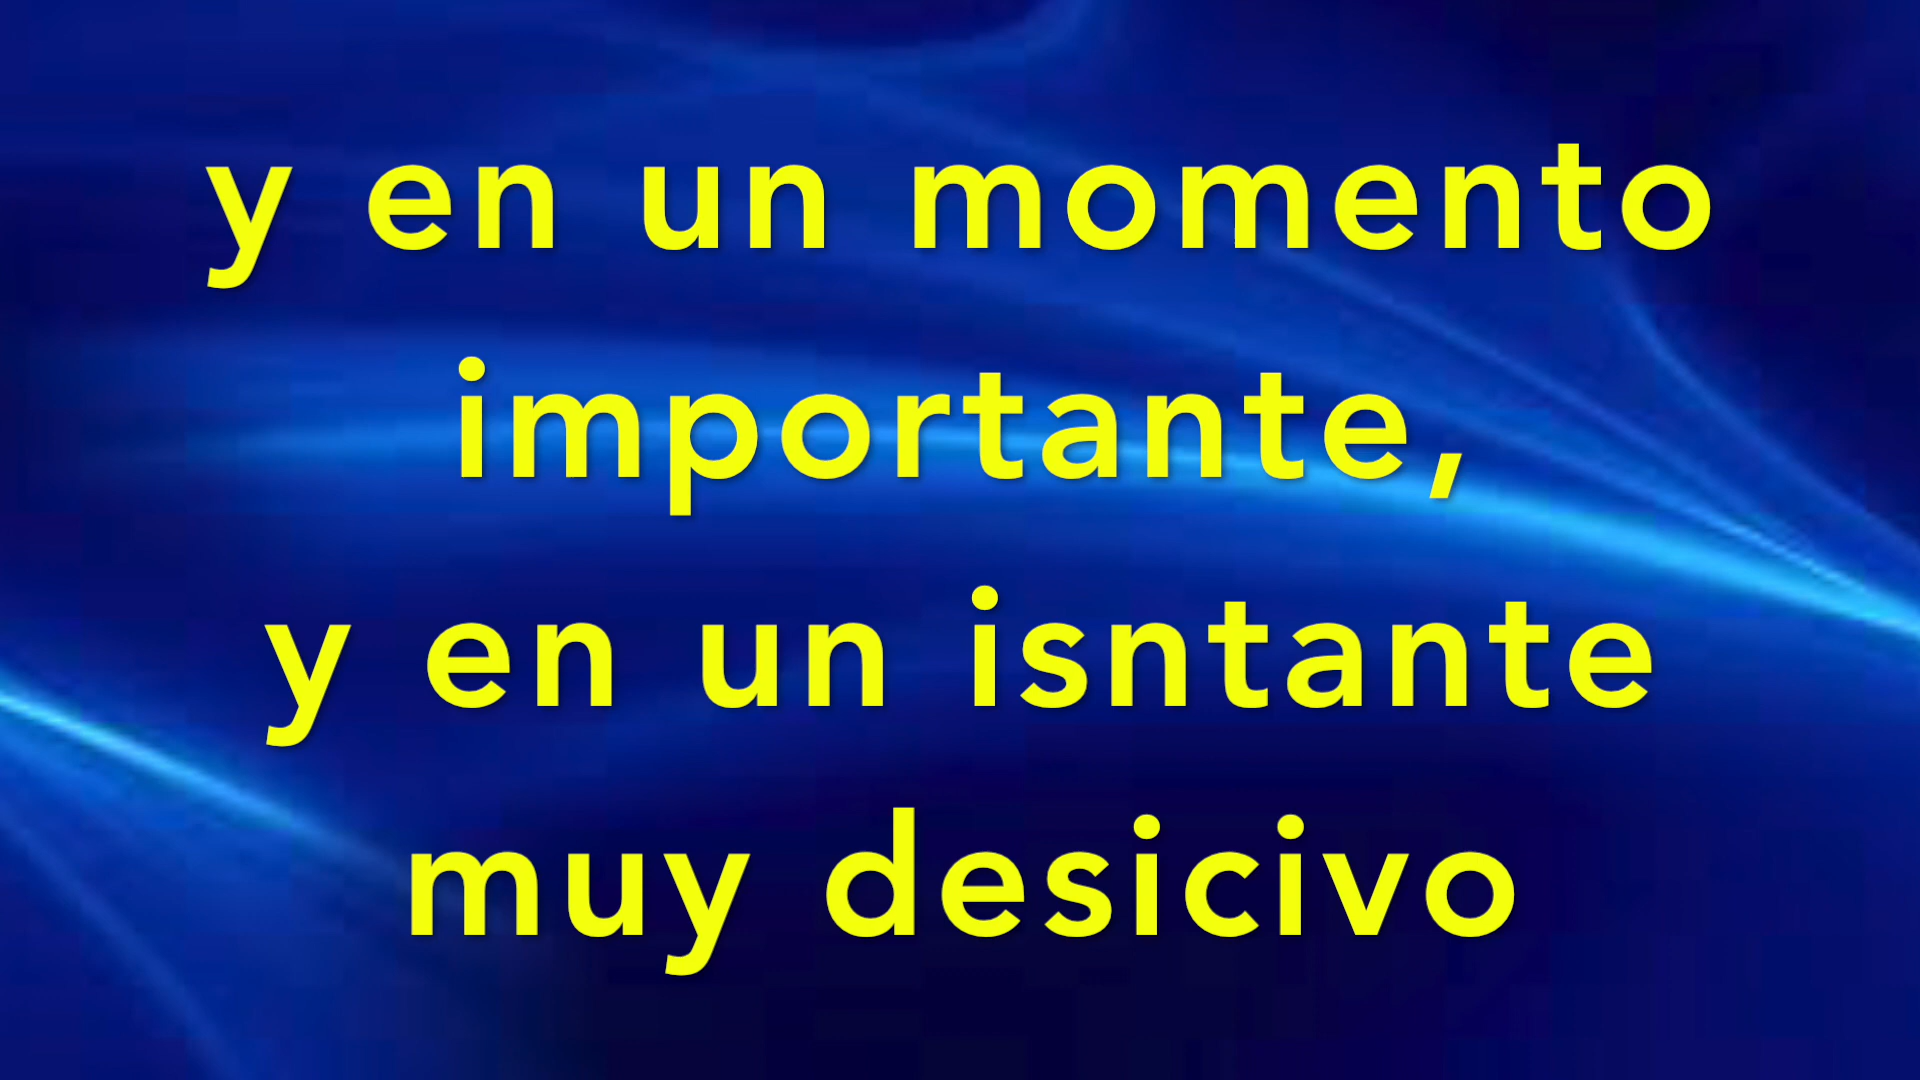 y en un momento
importante,
y en un isntante
muy desicivo